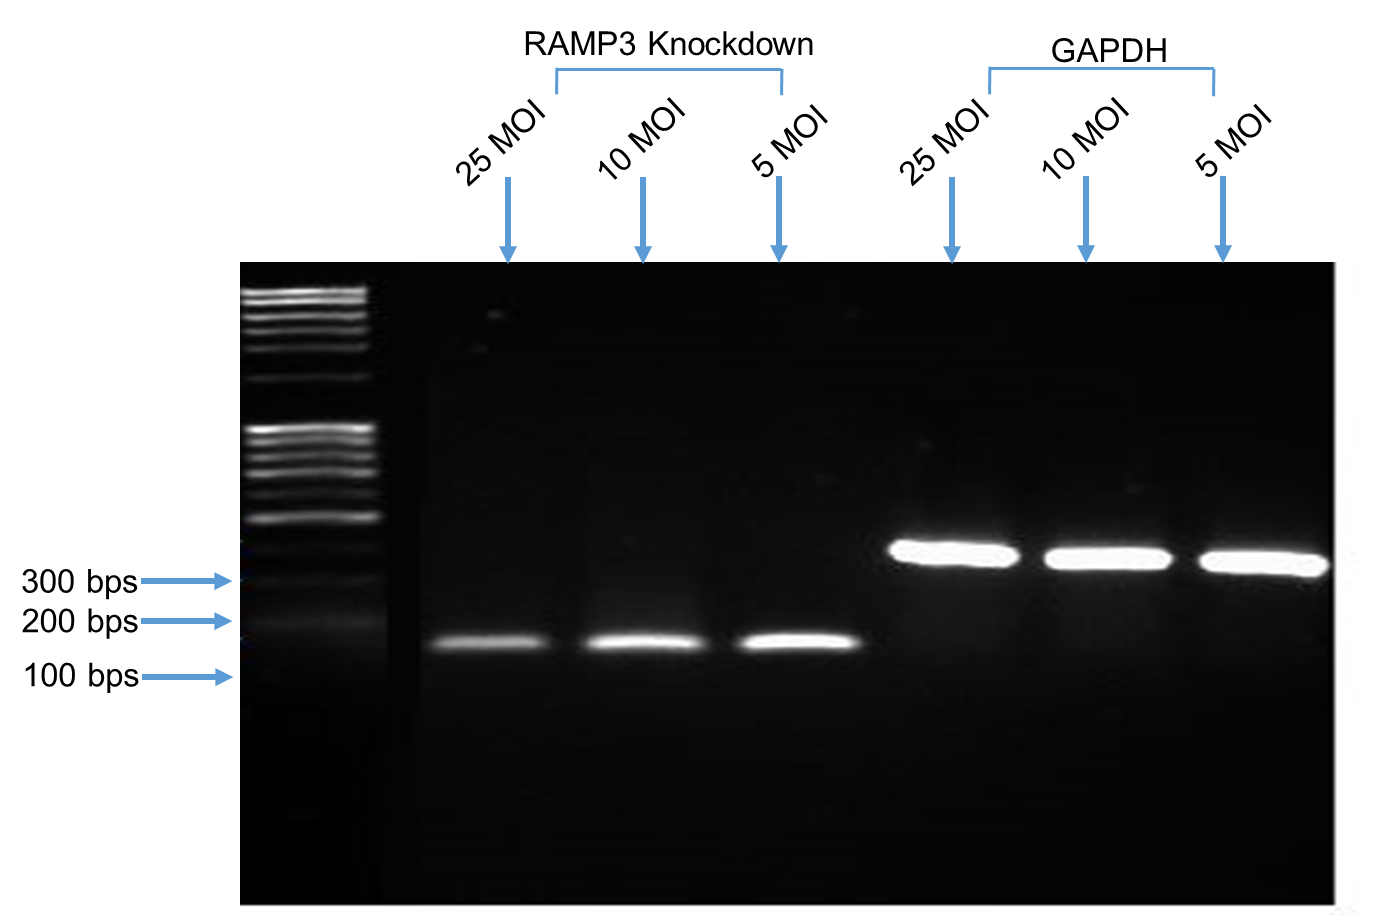 RAMP3 Knockdown
GAPDH
25 MOI
10 MOI
5 MOI
25 MOI
10 MOI
5 MOI
300 bps
200 bps
100 bps